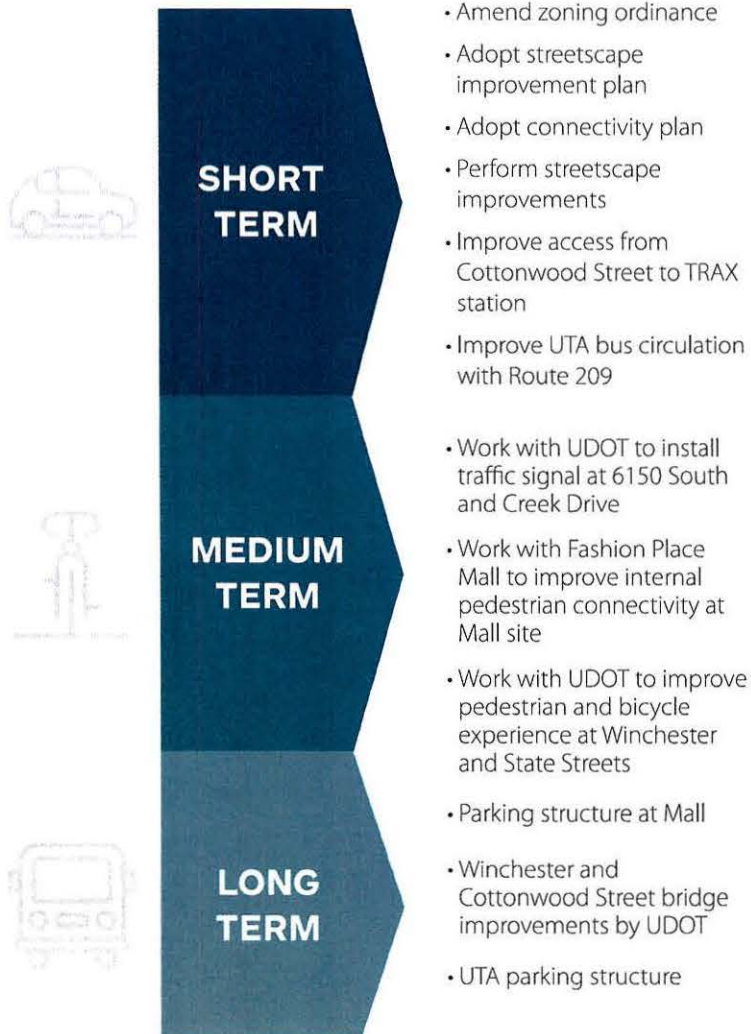 SHORT
TERM
• Amend zoning ordinance
• Adopt streetscape
improvement plan
• Adopt connectivity plan
• Perform streetscape
improvements
• Improve access from
Cottonwood Street to TRAX
station
• Improve UTA bus circulation
with Route 209
MEDIUM
TERM
• Work with UDOT to install
traffic signal at 6150 South
and Creek Drive
• Work with Fashion Place
Mall to improve internal
pedestrian connectivity at
Mall site
• Work with UDOT to improve
pedestrian and bicycle
experience at Winchester
and State Streets
LONG
TERM
• Parking structure at Mall
• Winchester and
Cottonwood Street bridge
improvements by UDOT
• UTA parking structure